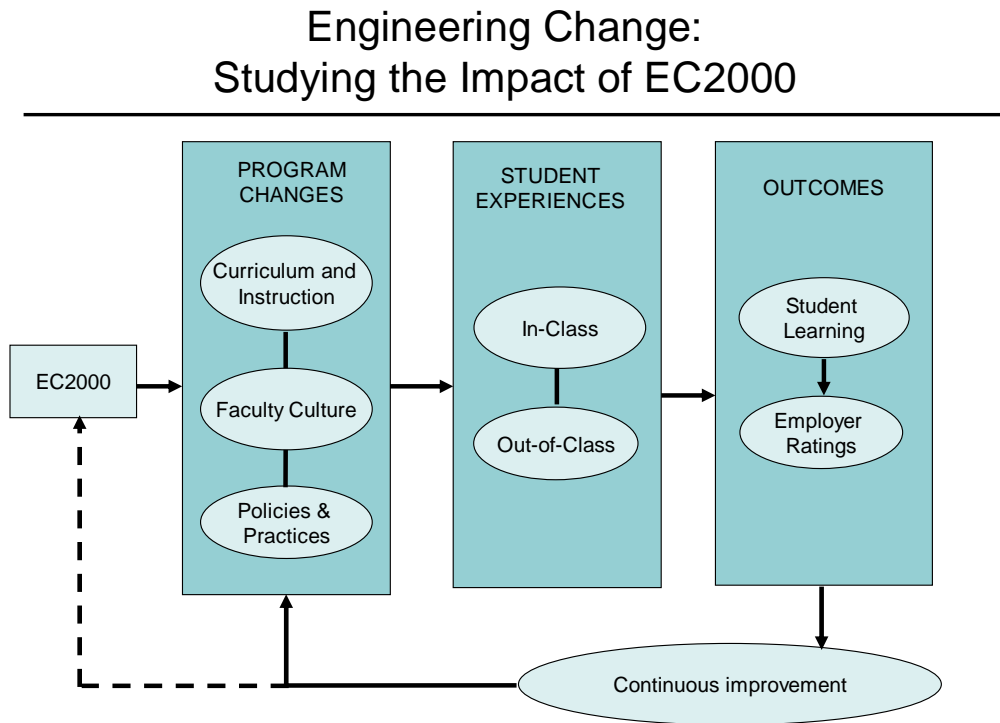 Engineering Change:
Studying the Impact of EC2000
PROGRAM
CHANGES
Curriculum and
Instruction
Faculty Culture
Policies &
Practices
STUDENT
EXPERIENCES
In-Class
Out-of-Class
OUTCOMES
Student
Learning
Employer
Ratings
EC2000
Continuous improvement